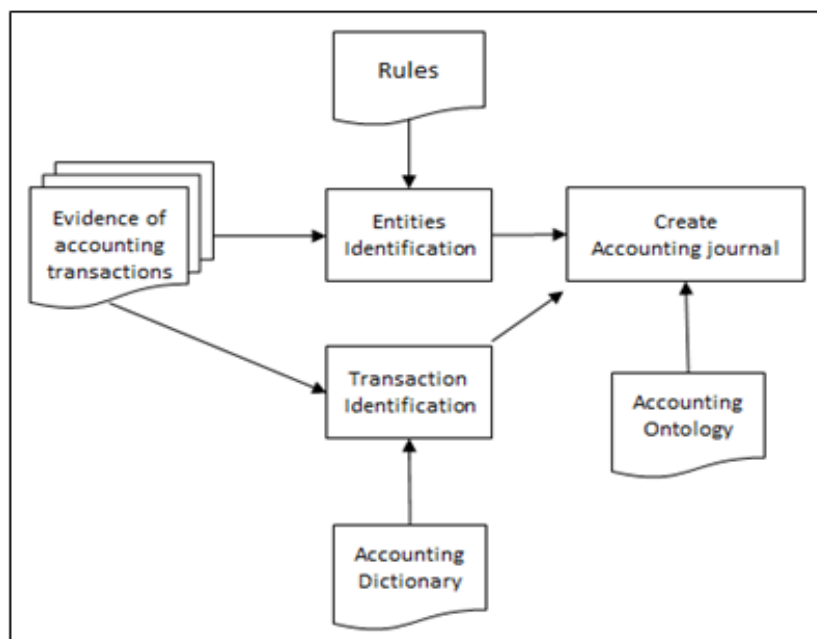 Rules
Evidence of
accounting
transactions
Entities
Identification
Create
Accounting journal
Transaction
Identification
Accounting
Ontology
Accounting
Dictionary